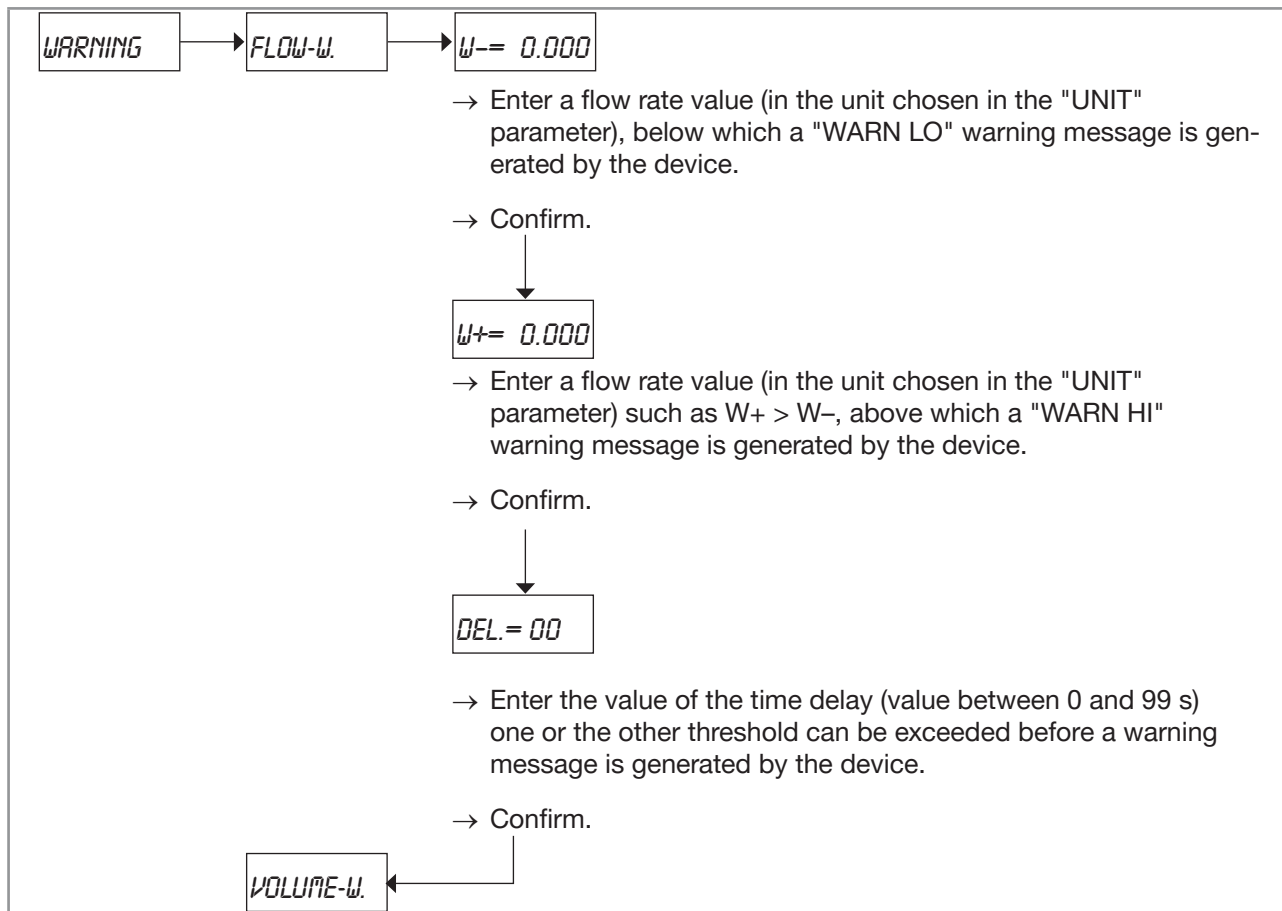 WARNING
FLOW-W.
W-= 0.000
→ Enter a flow rate value (in the unit chosen in the "UNIT"
parameter), below which a "WARN LO" warning message is gen-
erated by the device.
→ Confirm.
W+= 0.000
→ Enter a flow rate value (in the unit chosen in the "UNIT"
parameter) such as W+ > W–, above which a "WARN HI"
warning message is generated by the device.
→ Confirm.
DEL.= 00
→ Enter the value of the time delay (value between 0 and 99 s)
one or the other threshold can be exceeded before a warning
message is generated by the device.
→ Confirm.
VOLUME-W.